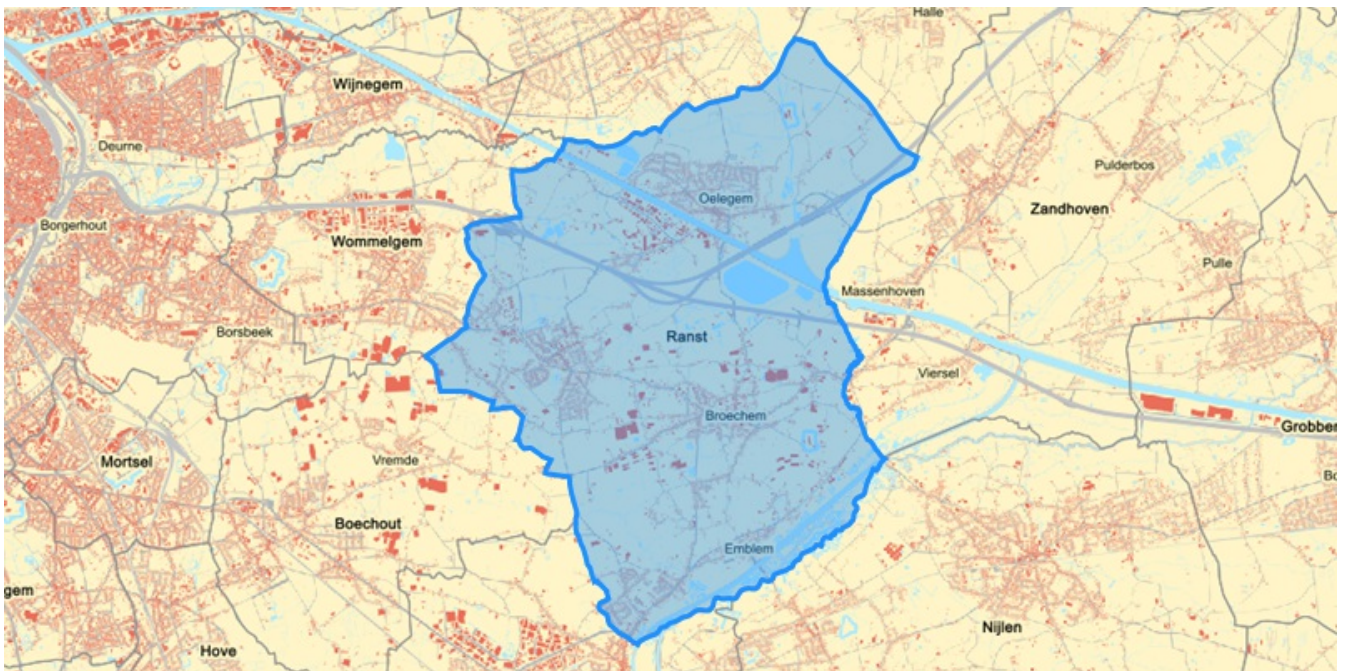 Halle
Wijnegem
Deurne
Pulderbos
Oelegem
Zandhoven
Borgerhout
Wommelgem
Pulle
Massenhoven
Borsbeek
Ranst
Viersel
Broechem
Grobben
Mortsel
Vremde
Bo
Boechout
Emblem
gem
Nijlen
Hove